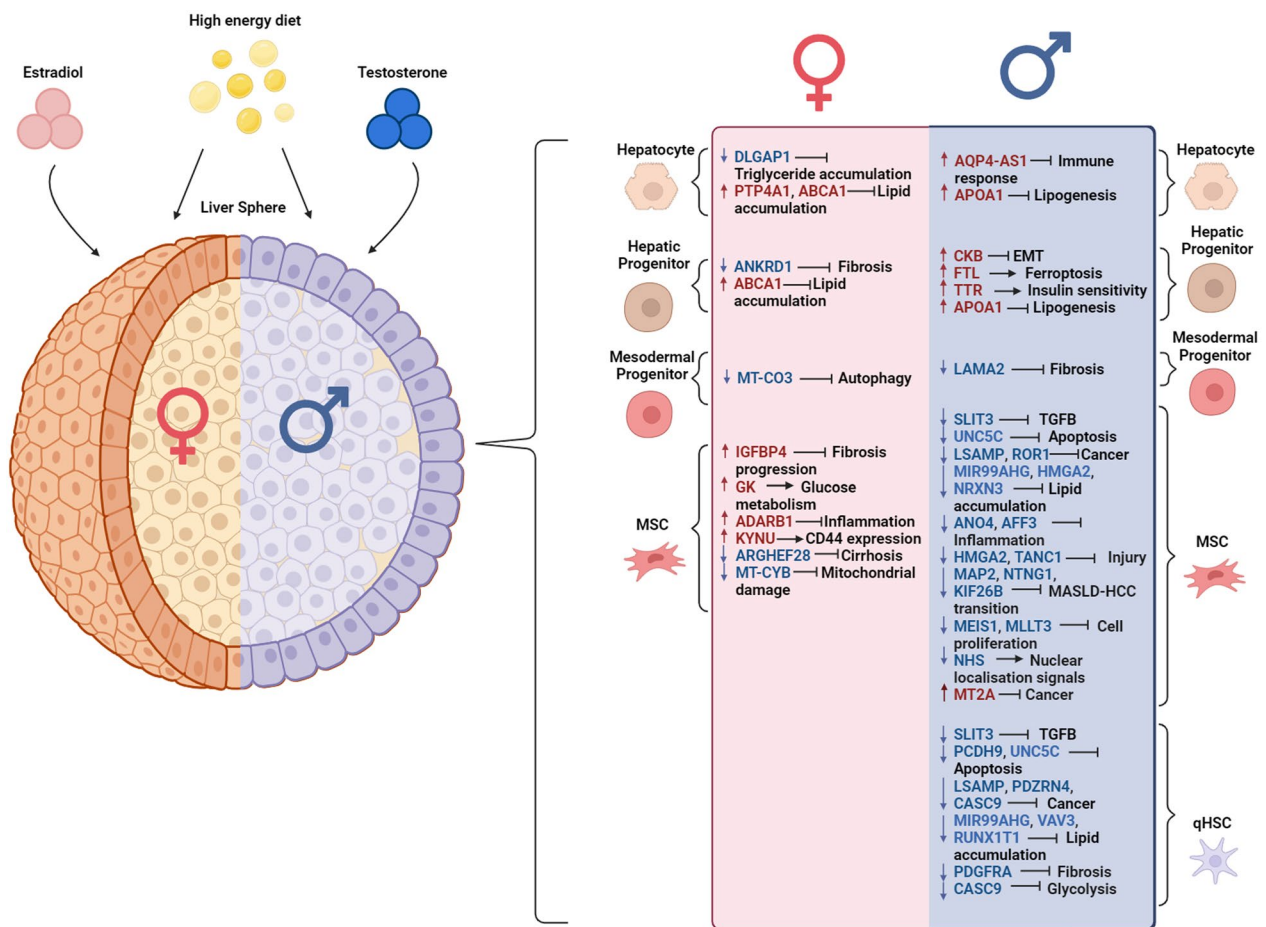 High energy diet
Estradiol
Testosterone
Liver Sphere
Hepatocyte
DLGAP1
Triglyceride accumulation
PTP4A1, ABCA1 Lipid
accumulation
Hepatic
Progenitor
ANKRD1 Fibrosis
ABCA1 Lipid
accumulation
Mesodermal
Progenitor
MT-CO3 Autophagy
MSC
IGFBP4 Fibrosis
progression
GK Glucose
metabolism
ADARB1 Inflammation
KYNU CD44 expression
ARGHEF28 Cirrhosis
MT-CYB Mitochondrial
damage
AQP4-AS1 Immune
response
APOA1 Lipogenesis
Hepatocyte
CKB EMT
FTL Ferroptosis
TTR Insulin sensitivity
APOA1 Lipogenesis
Hepatic
Progenitor
LAMA2 Fibrosis
Mesodermal
Progenitor
SLIT3 TGFB
UNC5C Apoptosis
LSAMP, ROR1 Cancer
MIR99AHG, HMGA2,
NRXN3 Lipid
accumulation
ANO4, AFF3
Inflammation
HMGA2, TANC1 Injury
MAP2, NTNG1,
KIF26B MASLD-HCC
transition
MEIS1, MLLT3 Cell
proliferation
NHS Nuclear
localisation signals
MT2A Cancer
MSC
SLIT3 TGFB
PCDH9, UNC5C
Apoptosis
LSAMP, PDZRN4,
CASC9 Cancer
MIR99AHG, VAV3,
RUNX1T1 Lipid
accumulation
PDGFRA Fibrosis
CASC9 Glycolysis
qHSC